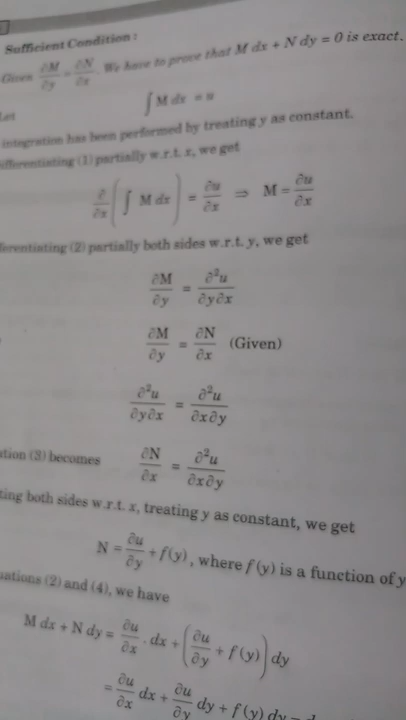 Sufficient Condition :
Given ∂M/∂y = ∂N/∂x. We have to prove that M dx + N dy = 0 is exact.
Let
∫ M dx = u
integration has been performed by treating y as constant.
ifferentiating (1) partially w.r.t. x, we get
∂/∂x (∫ M dx) = ∂u/∂x ⇒ M = ∂u/∂x
ferentiating (2) partially both sides w.r.t. y, we get
∂M/∂y = ∂²u/∂y∂x
∂M/∂y = ∂N/∂x (Given)
∂²u/∂y∂x = ∂²u/∂x∂y
ation (3) becomes ∂N/∂x = ∂²u/∂x∂y
ting both sides w.r.t. x, treating y as constant, we get
N = ∂u/∂y + f(y), where f(y) is a function of y
uations (2) and (4), we have
M dx + N dy = ∂u/∂x . dx + (∂u/∂y + f(y)) dy
= ∂u/∂x dx + ∂u/∂y dy + f(y) dy